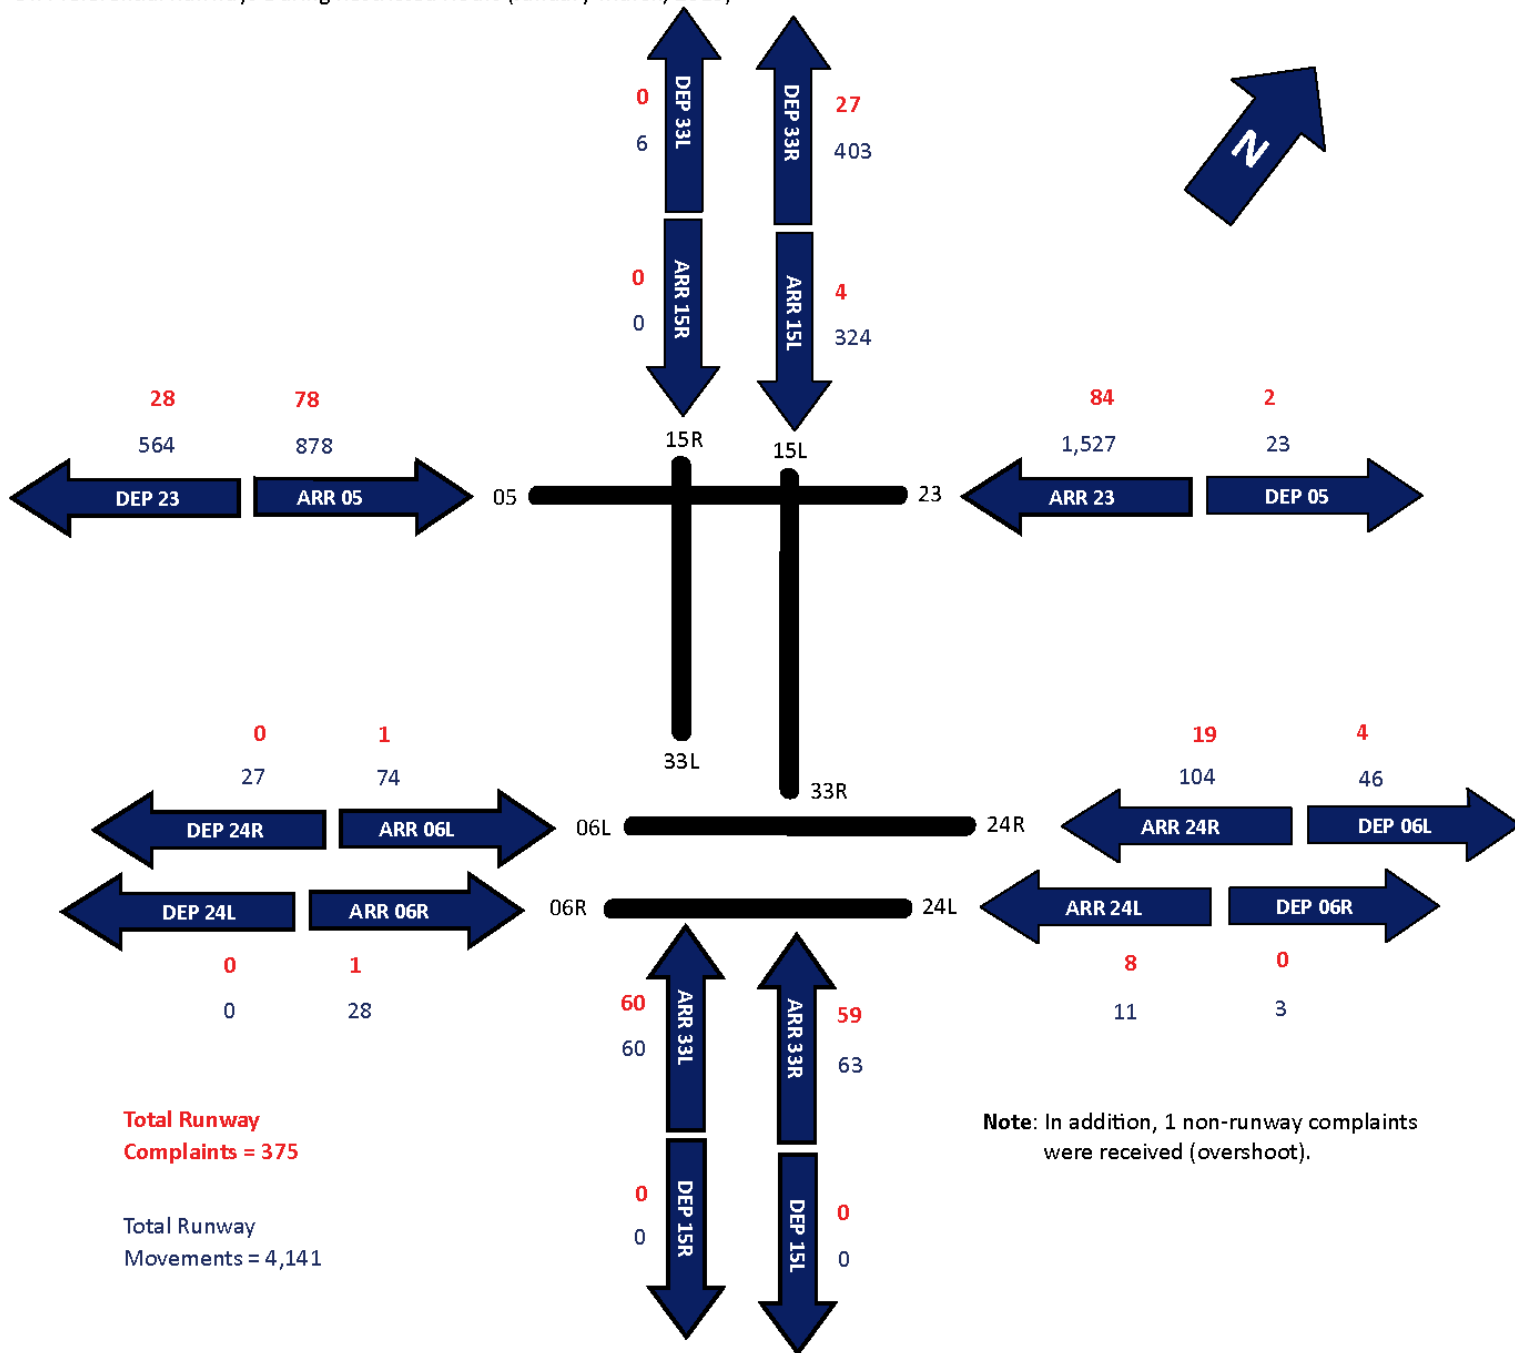 DEP 33L
DEP 33R
0
6
27
403
N
ARR 15R
ARR 15L
0
0
4
324
28
78
564
878
84
2
1,527
23
15R
15L
DEP 23
ARR 05
05
23
ARR 23
DEP 05
0
1
27
74
33L
33R
19
4
104
46
DEP 24R
ARR 06L
06L
24R
ARR 24R
DEP 06L
DEP 24L
ARR 06R
06R
24L
ARR 24L
DEP 06R
0
1
0
28
8
0
11
3
60
60
ARR 33L
ARR 33R
59
63
Total Runway
Complaints = 375
Note: In addition, 1 non-runway complaints
were received (overshoot).
0
0
DEP 15R
DEP 15L
0
0
Total Runway
Movements = 4,141